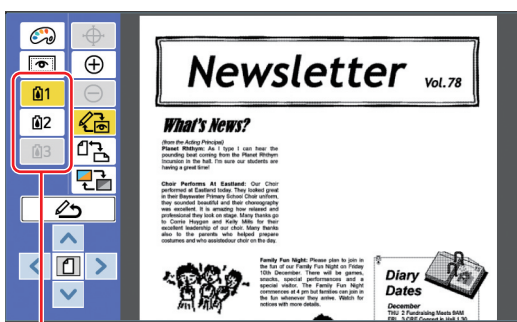 1
2
3
Newsletter Vol. 78
What's News?
(from the Acting Principal)
Planet Rhthym: As I type I can hear the
pounding beat coming from the Planet Rhthym
Incursion in the hall. I'm sure our students are
having a great time!
Choir Performs At Eastland: Our Choir
performed at Eastland today. They looked great
in their Bayswater Primary School Choir uniform,
they sounded beautiful and their choreography
was excellent. It is amazing how relaxed and
professional they look on stage. Many thanks go
to Corrie Huygen and Kelly Mills for their
excellent leadership of our choir. Many thanks
also to the parents who helped prepare
costumes and who assistedour choir on the day.
Family Fun Night: Please plan to join in
the fun of our Family Fun Night on Friday
10th December. There will be games,
snacks, special performances and a
special visitor. The Family Fun Night
commences at 4 pm but families can join in
the fun whenever they arrive. Watch for
notices with more details.
Diary
Dates
December
THU 2 Fundraising Meets 9AM